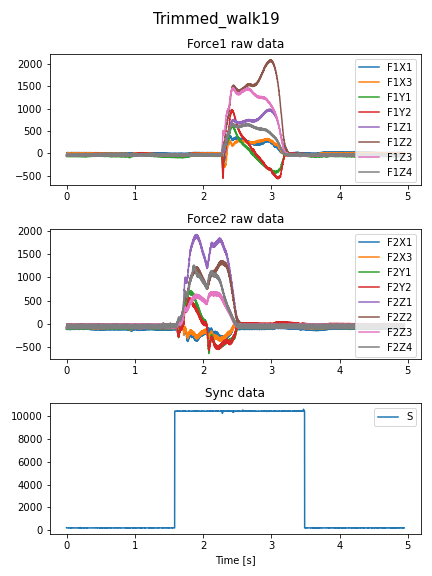 Trimmed_walk19
Force1 raw data
2000
1500
1000
500
0
−500
0 1 2 3 4 5
F1X1
F1X3
F1Y1
F1Y2
F1Z1
F1Z2
F1Z3
F1Z4
Force2 raw data
2000
1500
1000
500
0
−500
0 1 2 3 4 5
F2X1
F2X3
F2Y1
F2Y2
F2Z1
F2Z2
F2Z3
F2Z4
Sync data
10000
8000
6000
4000
2000
0
0 1 2 3 4 5
S
Time [s]